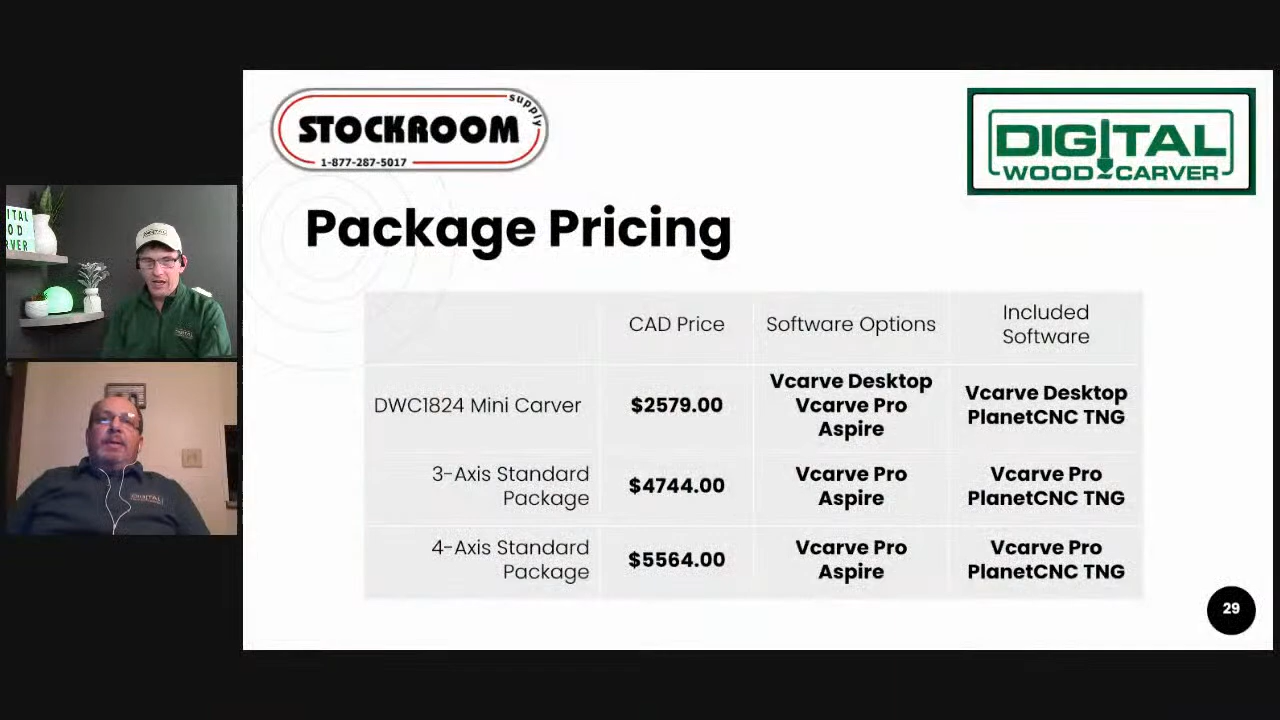 STOCKROOM
supply
1-877-287-5017
DIGITAL
WOOD CARVER
Package Pricing
CAD Price
Software Options
Included
Software
DWC1824 Mini Carver
$2579.00
Vcarve Desktop
Vcarve Pro
Aspire
Vcarve Desktop
PlanetCNC TNG
3-Axis Standard
Package
$4744.00
Vcarve Pro
Aspire
Vcarve Pro
PlanetCNC TNG
4-Axis Standard
Package
$5564.00
Vcarve Pro
Aspire
Vcarve Pro
PlanetCNC TNG
29
DIGITAL